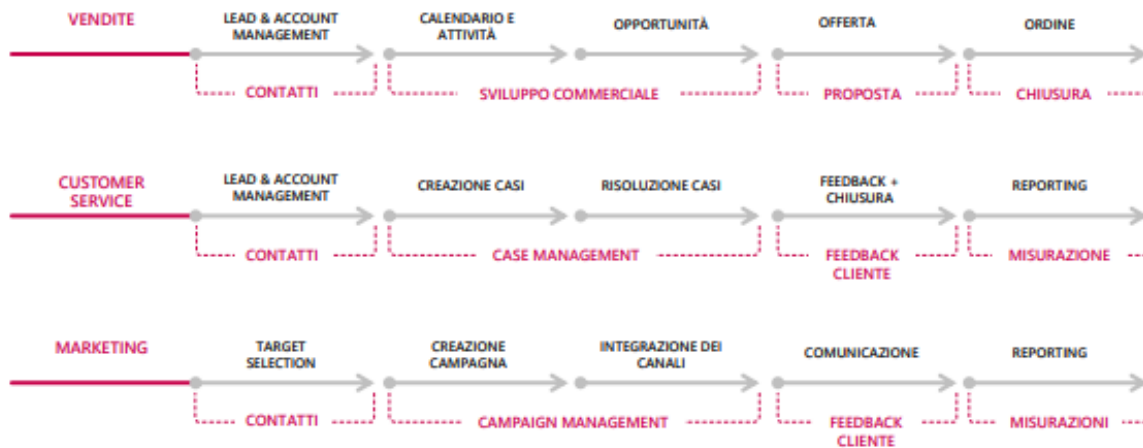 VENDITE
LEAD & ACCOUNT
MANAGEMENT
CALENDARIO E
ATTIVITÀ
OPPORTUNITÀ
OFFERTA
ORDINE
CONTATTI
SVILUPPO COMMERCIALE
PROPOSTA
CHIUSURA
CUSTOMER
SERVICE
LEAD & ACCOUNT
MANAGEMENT
CREAZIONE CASI
RISOLUZIONE CASI
FEEDBACK +
CHIUSURA
REPORTING
CONTATTI
CASE MANAGEMENT
FEEDBACK
CLIENTE
MISURAZIONE
MARKETING
TARGET
SELECTION
CREAZIONE
CAMPAGNA
INTEGRAZIONE DEI
CANALI
COMUNICAZIONE
REPORTING
CONTATTI
CAMPAIGN MANAGEMENT
FEEDBACK
CLIENTE
MISURAZIONI